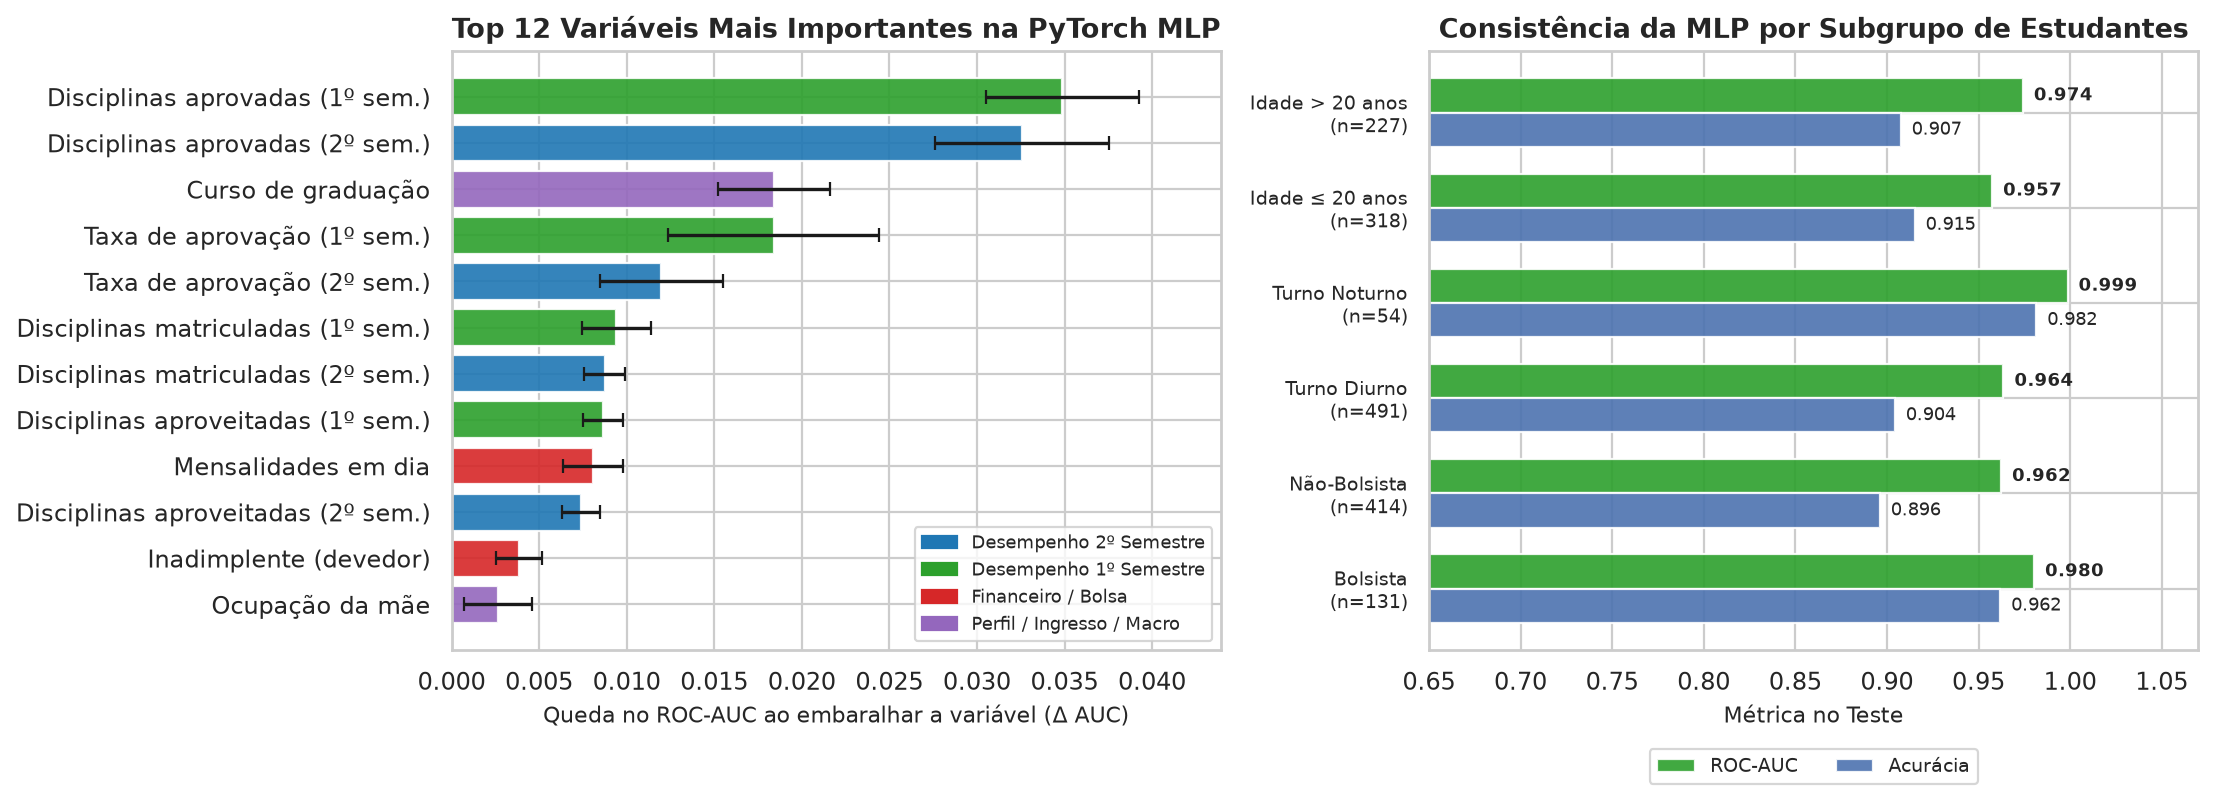 Top 12 Variáveis Mais Importantes na PyTorch MLP
Disciplinas aprovadas (1º sem.)
Disciplinas aprovadas (2º sem.)
Curso de graduação
Taxa de aprovação (1º sem.)
Taxa de aprovação (2º sem.)
Disciplinas matriculadas (1º sem.)
Disciplinas matriculadas (2º sem.)
Disciplinas aproveitadas (1º sem.)
Mensalidades em dia
Disciplinas aproveitadas (2º sem.)
Inadimplente (devedor)
Ocupação da mãe
Desempenho 2º Semestre
Desempenho 1º Semestre
Financeiro / Bolsa
Perfil / Ingresso / Macro
0.000 0.005 0.010 0.015 0.020 0.025 0.030 0.035 0.040
Queda no ROC-AUC ao embaralhar a variável (Δ AUC)
Consistência da MLP por Subgrupo de Estudantes
Idade > 20 anos
(n=227)
0.974
0.907
Idade ≤ 20 anos
(n=318)
0.957
0.915
Turno Noturno
(n=54)
0.999
0.982
Turno Diurno
(n=491)
0.964
0.904
Não-Bolsista
(n=414)
0.962
0.896
Bolsista
(n=131)
0.980
0.962
0.65 0.70 0.75 0.80 0.85 0.90 0.95 1.00 1.05
Métrica no Teste
ROC-AUC Acurácia